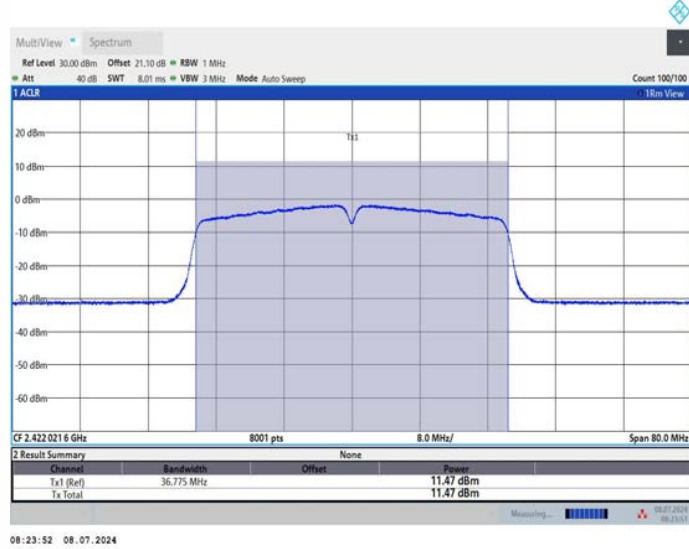 MultiView Spectrum
Ref Level 30.00 dBm Offset 21.10 dB RBW 1 MHz
Att 40 dB SWT 8.01 ms VBW 3 MHz Mode Auto Sweep Count 100/100
1 ACLR 1Rm View
20 dBm
Tx1
10 dBm
0 dBm
-10 dBm
-20 dBm
-30 dBm
-40 dBm
-50 dBm
-60 dBm
CF 2.422 021 6 GHz 8001 pts 8.0 MHz/ Span 80.0 MHz
2 Result Summary None
Channel Bandwidth Offset Power
Tx1 (Ref) 36.775 MHz 11.47 dBm
Tx Total 11.47 dBm
Measuring... 08.07.2024
08:23:51
08:23:52 08.07.2024